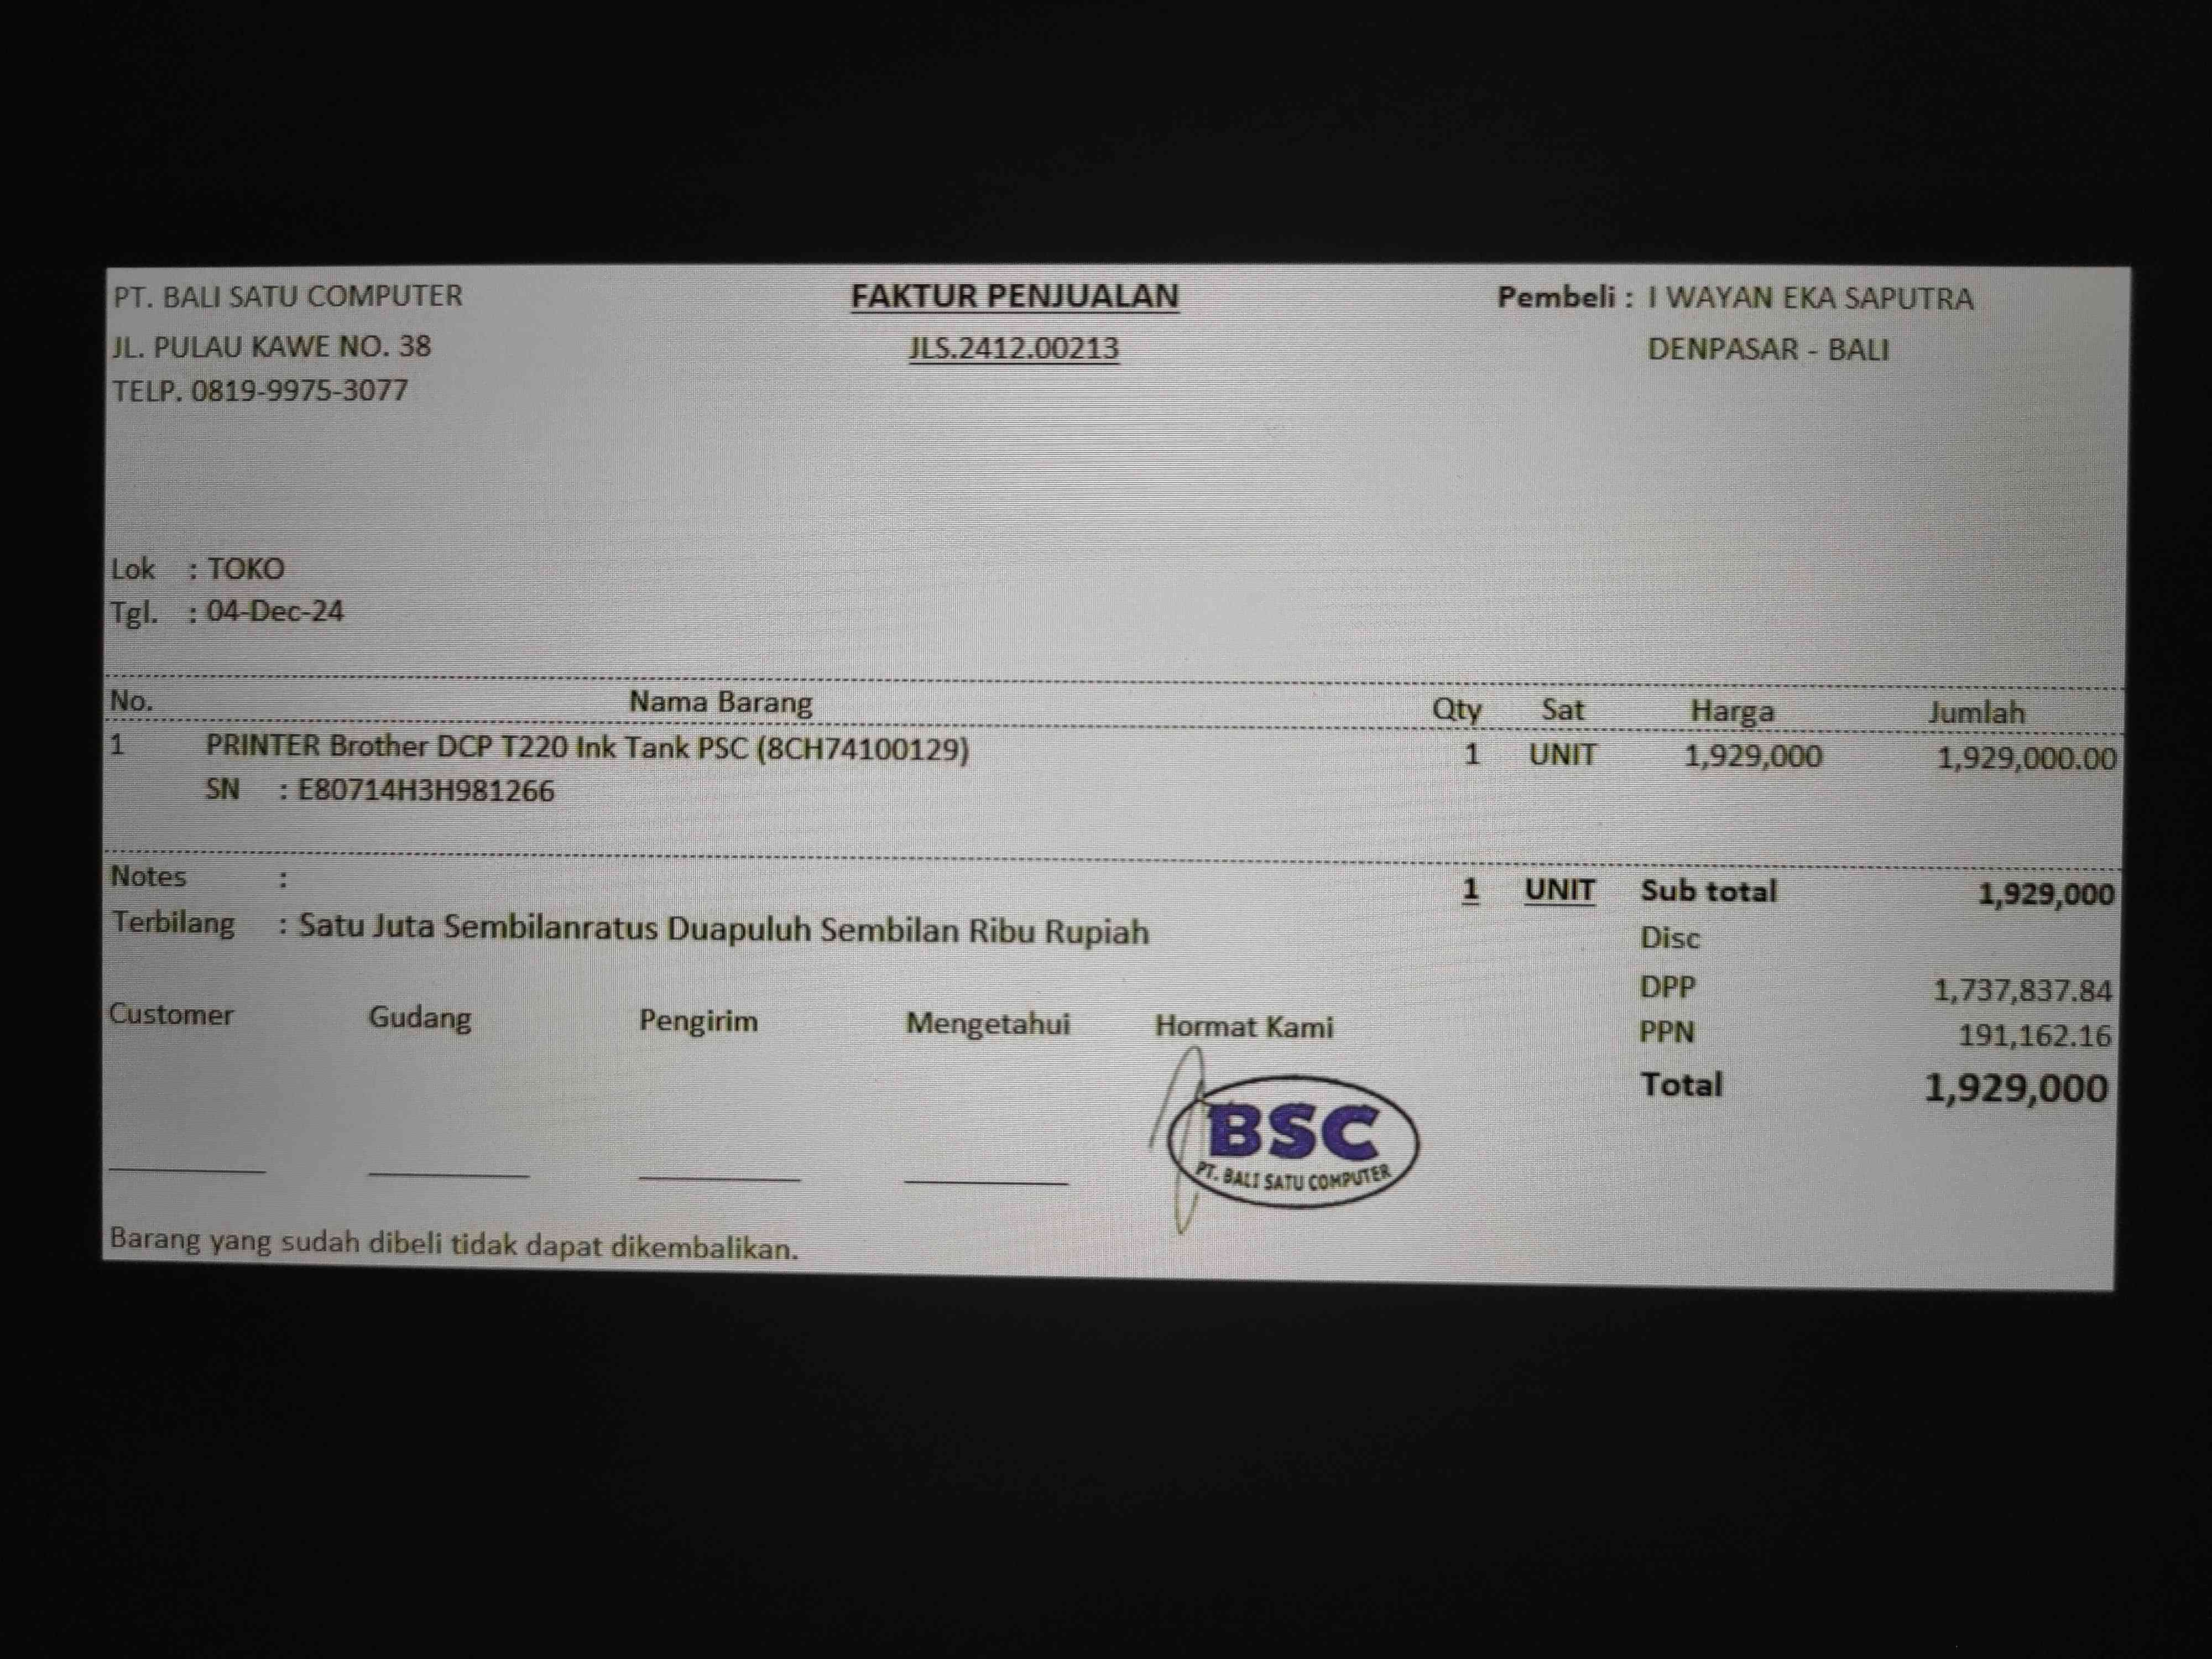 PT. BALI SATU COMPUTER
JL. PULAU KAWE NO. 38
TELP. 0819-9975-3077
FAKTUR PENJUALAN
JLS.2412.00213
Pembeli : I WAYAN EKA SAPUTRA
DENPASAR - BALI
Lok : TOKO
Tgl. : 04-Dec-24
No. Nama Barang Qty Sat Harga Jumlah
1 PRINTER Brother DCP T220 Ink Tank PSC (8CH74100129) 1 UNIT 1,929,000 1,929,000.00
SN : E80714H3H981266
Notes :
Terbilang : Satu Juta Sembilanratus Duapuluh Sembilan Ribu Rupiah
1 UNIT Sub total 1,929,000
Disc
DPP 1,737,837.84
PPN 191,162.16
Total 1,929,000
Customer Gudang Pengirim Mengetahui Hormat Kami
BSC
PT. BALI SATU COMPUTER
Barang yang sudah dibeli tidak dapat dikembalikan.